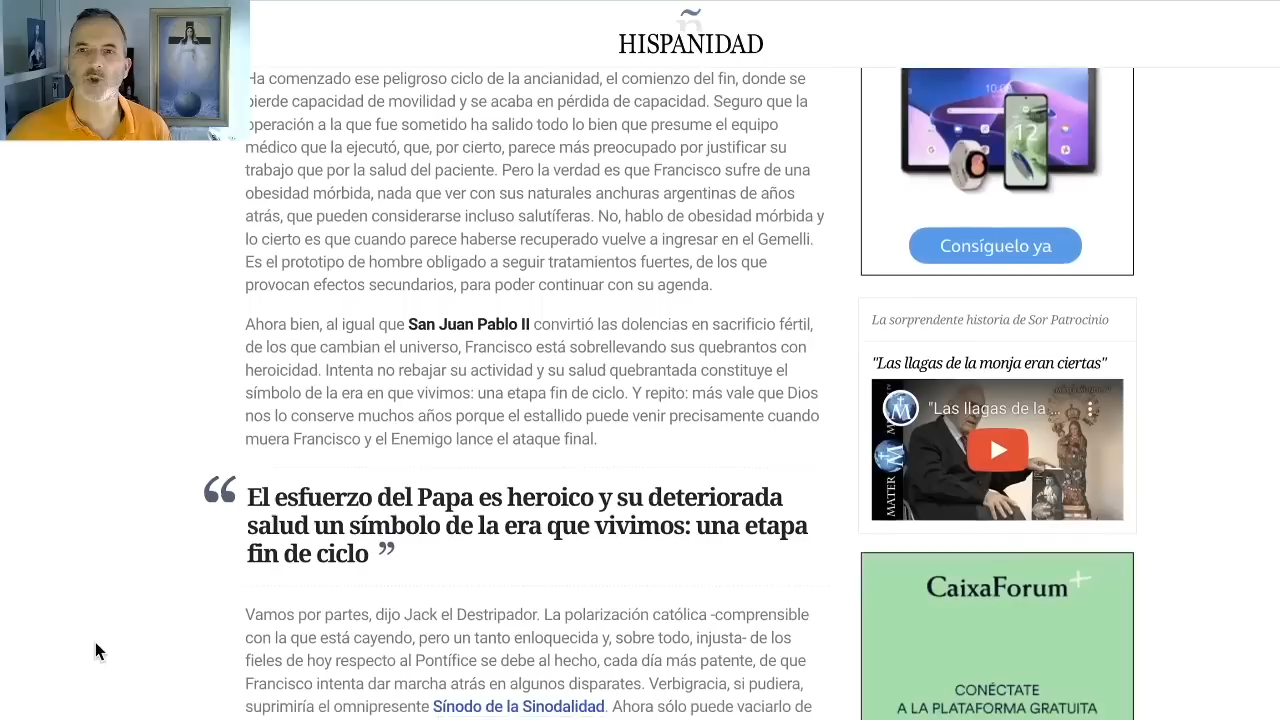 HISPANIDAD
Ha comenzado ese peligroso ciclo de la ancianidad, el comienzo del fin, donde se
pierde capacidad de movilidad y se acaba en pérdida de capacidad. Seguro que la
operación a la que fue sometido ha salido todo lo bien que presume el equipo
médico que la ejecutó, que, por cierto, parece más preocupado por justificar su
trabajo que por la salud del paciente. Pero la verdad es que Francisco sufre de una
obesidad mórbida, nada que ver con sus naturales anchuras argentinas de años
atrás, que pueden considerarse incluso salutíferas. No, hablo de obesidad mórbida y
lo cierto es que cuando parece haberse recuperado vuelve a ingresar en el Gemelli.
Es el prototipo de hombre obligado a seguir tratamientos fuertes, de los que
provocan efectos secundarios, para poder continuar con su agenda.
Ahora bien, al igual que San Juan Pablo II convirtió las dolencias en sacrificio fértil,
de los que cambian el universo, Francisco está sobrellevando sus quebrantos con
heroicidad. Intenta no rebajar su actividad y su salud quebrantada constituye el
símbolo de la era en que vivimos: una etapa fin de ciclo. Y repito: más vale que Dios
nos lo conserve muchos años porque el estallido puede venir precisamente cuando
muera Francisco y el Enemigo lance el ataque final.
“ El esfuerzo del Papa es heroico y su deteriorada
salud un símbolo de la era que vivimos: una etapa
fin de ciclo ”
Vamos por partes, dijo Jack el Destripador. La polarización católica -comprensible
con la que está cayendo, pero un tanto enloquecida y, sobre todo, injusta- de los
fieles de hoy respecto al Pontífice se debe al hecho, cada día más patente, de que
Francisco intenta dar marcha atrás en algunos disparates. Verbigracia, si pudiera,
suprimiría el omnipresente Sínodo de la Sinodalidad. Ahora sólo puede vaciarlo de
Consíguelo ya
La sorprendente historia de Sor Patrocinio
"Las llagas de la monja eran ciertas"
"Las llagas de la ...
MATER
CaixaForum+
CONÉCTATE
A LA PLATAFORMA GRATUITA